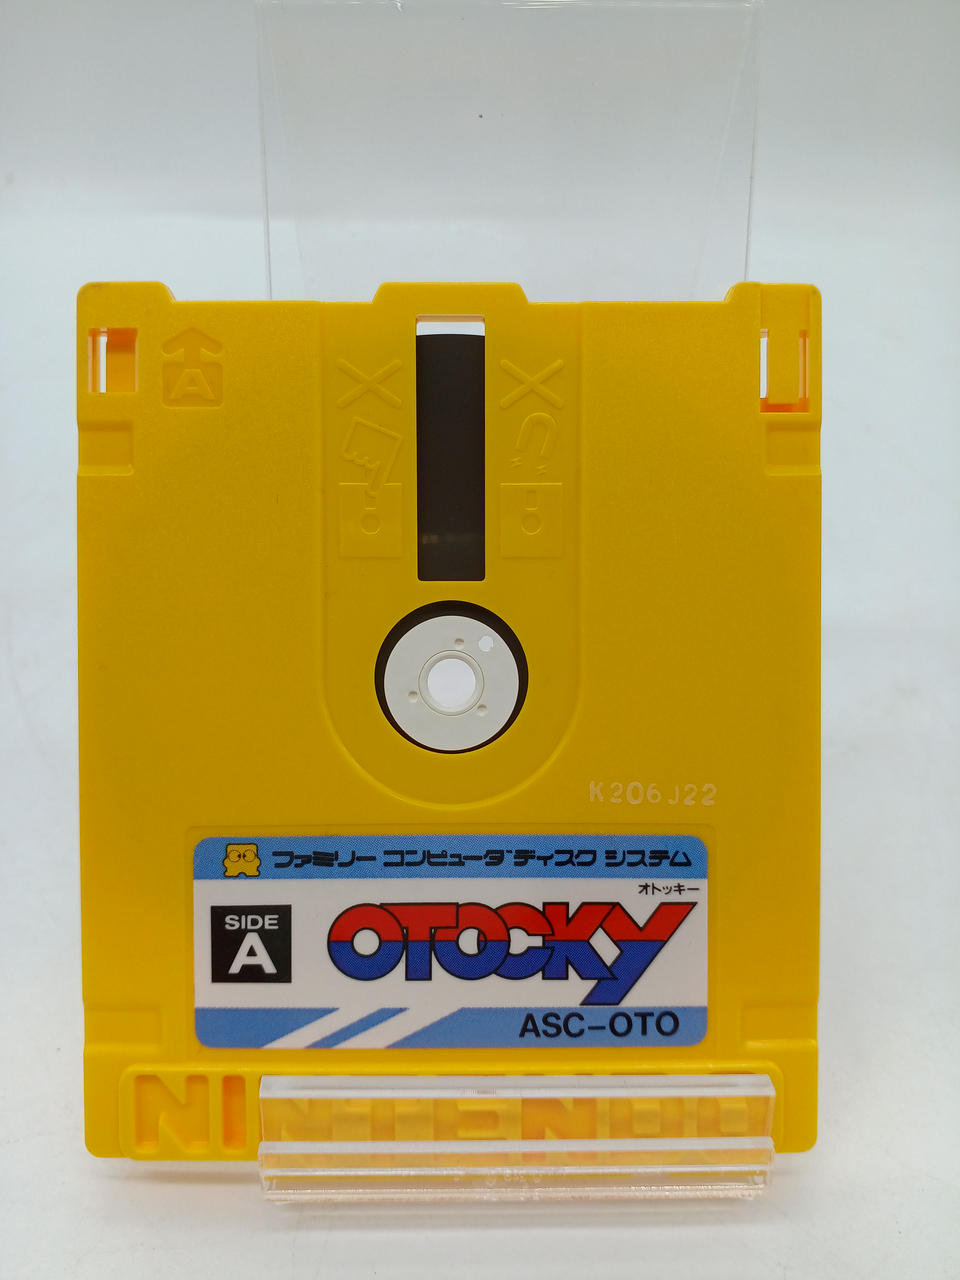 A
K206J22
ファミリー コンピュータ ディスク システム
オトッキー
SIDE
A
OTOCKY
ASC-OTO
NINTENDO